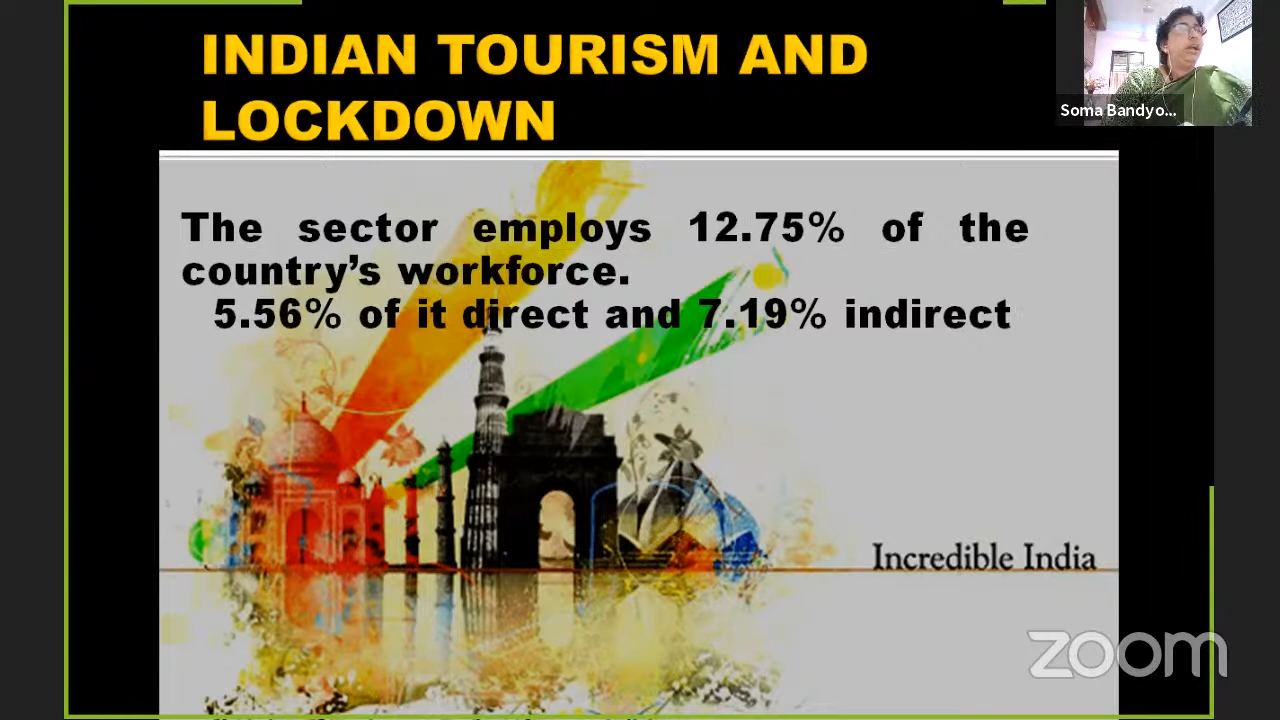 INDIAN TOURISM AND
LOCKDOWN
Soma Bandyo...
The sector employs 12.75% of the
country's workforce.
5.56% of it direct and 7.19% indirect
Incredible India
zoom